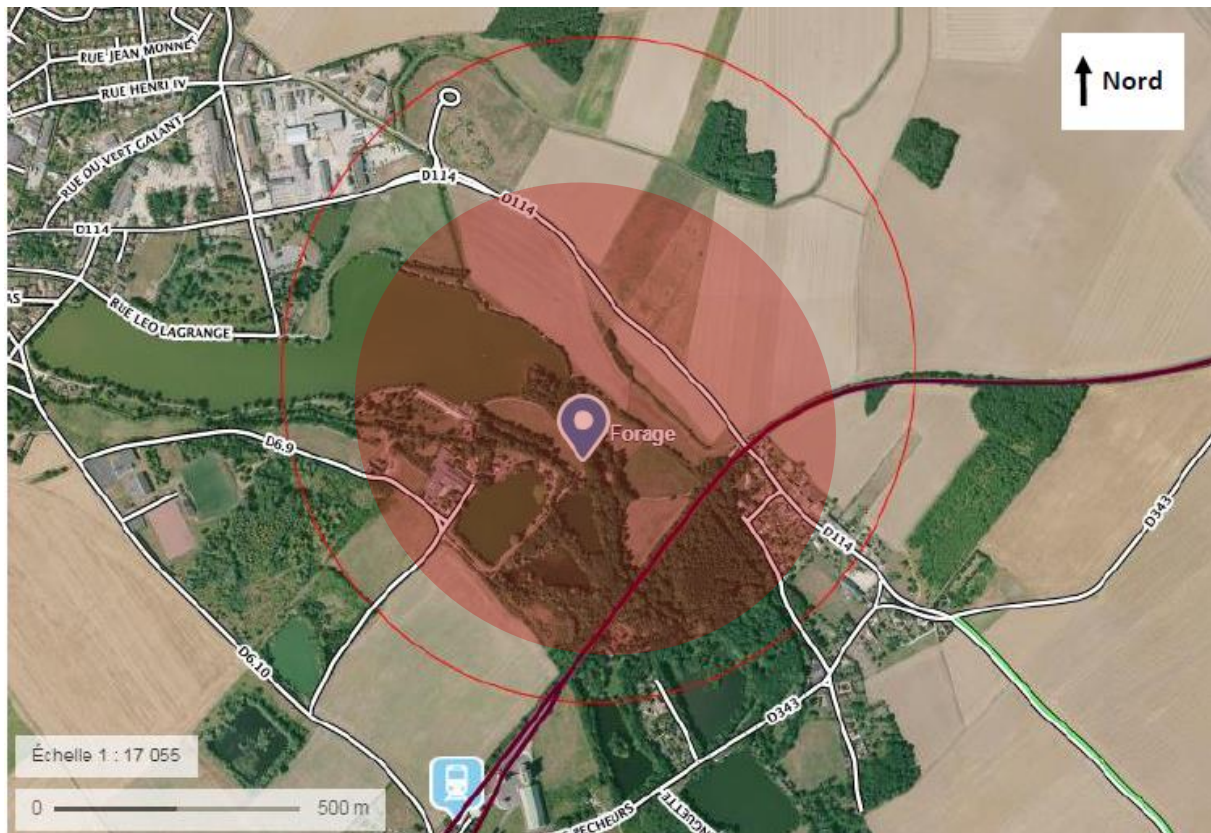 RUE JEAN MONNET
RUE HENRI IV
Nord
RUE DU VERT GALANT
D114
D114
D114
AS
RUE LEO LAGRANGE
Forage
D6.9
D114
D343
D6.10
D343
Échelle 1 : 17 055
0 500 m
PECHEURS